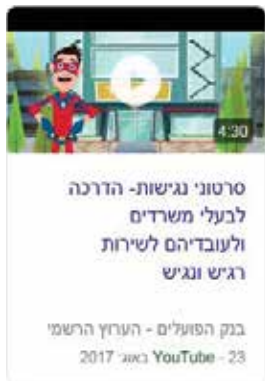 4:30
סרטוני נגישות- הדרכה
לבעלי משרדים
ולעובדיהם לשירות
רגיש ונגיש
בנק הפועלים - הערוץ הרשמי
YouTube - 23 באוג׳ 2017